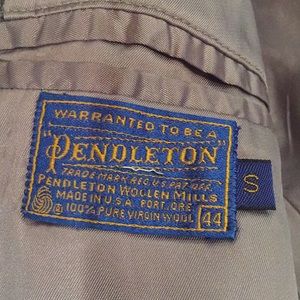 WARRANTED TO BE A
"PENDLETON"
TRADE MARK REG. U.S. PAT. OFF.
PENDLETON WOLLEN MILLS
MADE IN U.S.A. PORT. ORE
® 100% PURE VIRGIN WOOL 44
S